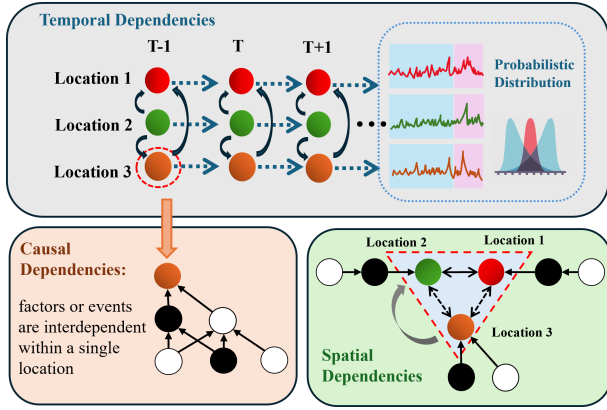 Temporal Dependencies
T-1 T T+1
Location 1
Location 2
Location 3
Probabilistic
Distribution
Causal
Dependencies:
factors or events
are interdependent
within a single
location
Location 2
Location 1
Location 3
Spatial
Dependencies